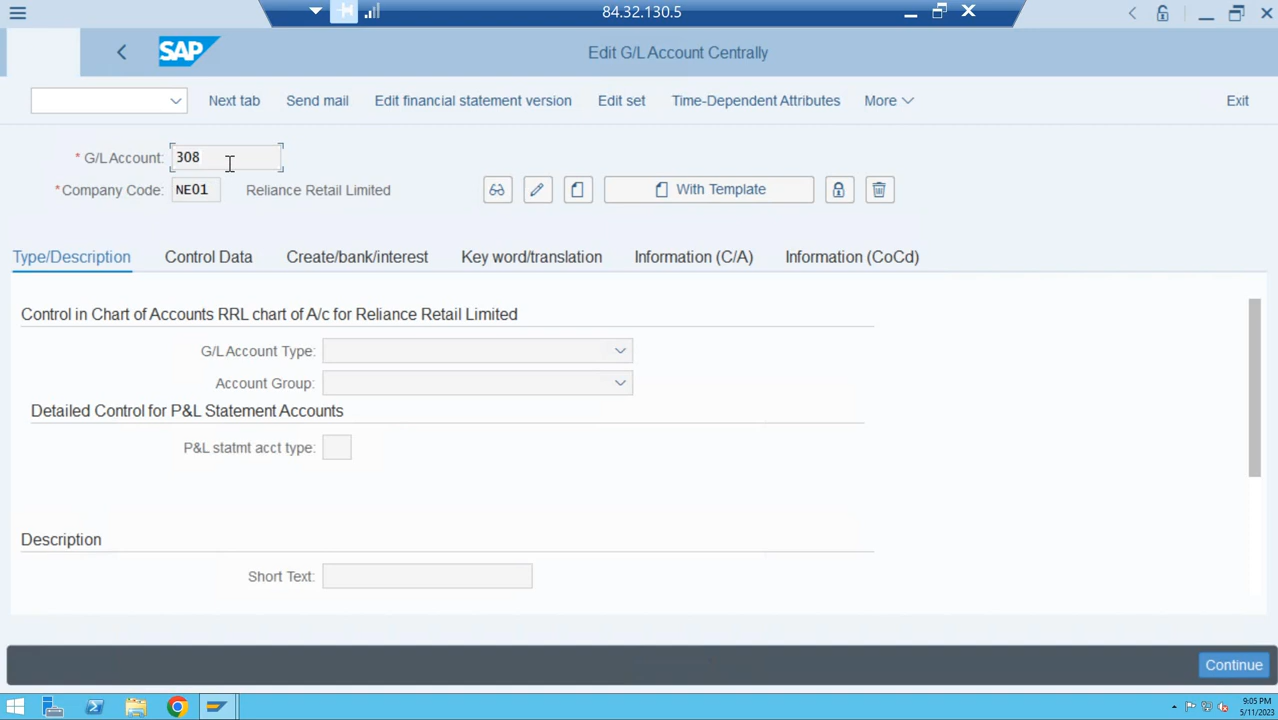 84.32.130.5
SAP
Edit G/L Account Centrally
Next tab Send mail Edit financial statement version Edit set Time-Dependent Attributes More Exit
* G/L Account: 308
* Company Code: NE01 Reliance Retail Limited With Template
Type/Description Control Data Create/bank/interest Key word/translation Information (C/A) Information (CoCd)
Control in Chart of Accounts RRL chart of A/c for Reliance Retail Limited
G/L Account Type:
Account Group:
Detailed Control for P&L Statement Accounts
P&L statmt acct type:
Description
Short Text:
Continue
9:05 PM
5/11/2023